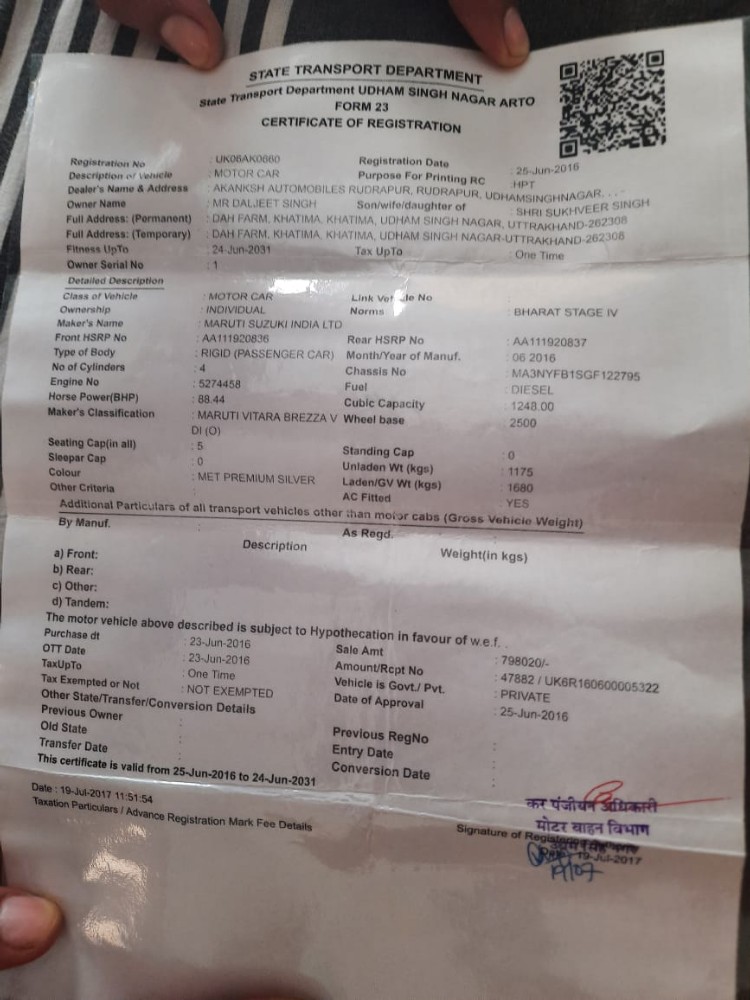 STATE TRANSPORT DEPARTMENT
State Transport Department UDHAM SINGH NAGAR ARTO
FORM 23
CERTIFICATE OF REGISTRATION
Registration No : UK06AK0660 Registration Date : 25-Jun-2016
Description of Vehicle : MOTOR CAR Purpose For Printing RC : HPT
Dealer's Name & Address : AKANKSH AUTOMOBILES RUDRAPUR, RUDRAPUR, UDHAMSINGHNAGAR, ...
Owner Name : MR DALJEET SINGH Son/wife/daughter of : SHRI SUKHVEER SINGH
Full Address: (Permanent) : DAH FARM, KHATIMA, KHATIMA, UDHAM SINGH NAGAR, UTTRAKHAND-262308
Full Address: (Temporary) : DAH FARM, KHATIMA, KHATIMA, UDHAM SINGH NAGAR-UTTRAKHAND-262308
Fitness UpTo : 24-Jun-2031 Tax UpTo : One Time
Owner Serial No : 1
Detailed Description
Class of Vehicle : MOTOR CAR Link Vehicle No :
Ownership : INDIVIDUAL Norms : BHARAT STAGE IV
Maker's Name : MARUTI SUZUKI INDIA LTD
Front HSRP No : AA111920836 Rear HSRP No : AA111920837
Type of Body : RIGID (PASSENGER CAR) Month/Year of Manuf. : 06 2016
No of Cylinders : 4 Chassis No : MA3NYFB1SGF122795
Engine No : 5274458 Fuel : DIESEL
Horse Power(BHP) : 88.44 Cubic Capacity : 1248.00
Maker's Classification : MARUTI VITARA BREZZA V Wheel base : 2500
DI (O)
Seating Cap(in all) : 5 Standing Cap : 0
Sleepar Cap : 0 Unladen Wt (kgs) : 1175
Colour : MET PREMIUM SILVER Laden/GV Wt (kgs) : 1680
Other Criteria : AC Fitted : YES
Additional Particulars of all transport vehicles other than motor cabs (Gross Vehicle Weight)
By Manuf. : As Regd. :
Description Weight(in kgs)
a) Front:
b) Rear:
c) Other:
d) Tandem:
The motor vehicle above described is subject to Hypothecation in favour of w.e.f. .
Purchase dt : 23-Jun-2016 Sale Amt : 798020/-
OTT Date : 23-Jun-2016 Amount/Rcpt No : 47882 / UK6R160600005322
TaxUpTo : One Time Vehicle is Govt./ Pvt. : PRIVATE
Tax Exempted or Not : NOT EXEMPTED Date of Approval : 25-Jun-2016
Other State/Transfer/Conversion Details
Previous Owner : Previous RegNo :
Old State : Entry Date :
Transfer Date : Conversion Date :
This certificate is valid from 25-Jun-2016 to 24-Jun-2031
Date : 19-Jul-2017 11:51:54
Taxation Particulars / Advance Registration Mark Fee Details
कर पंजीयन अधिकारी
मोटर वाहन विभाग
Signature of
19-Jul-2017
19/07